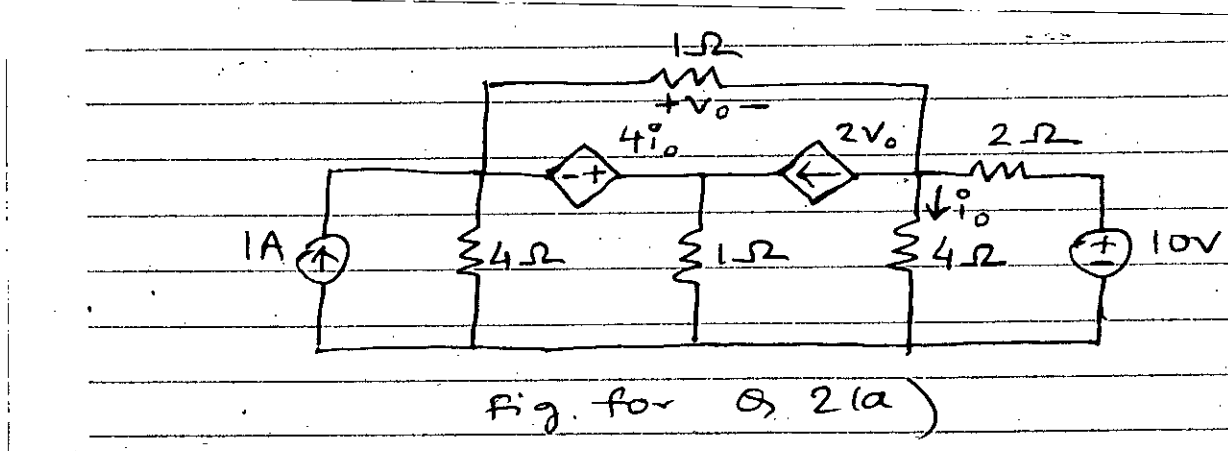 1Ω
+ v₀ −
4i₀
2v₀
2Ω
- +
i₀
1A
4Ω
1Ω
4Ω
+
-
10V
Fig. for Q 2(a)